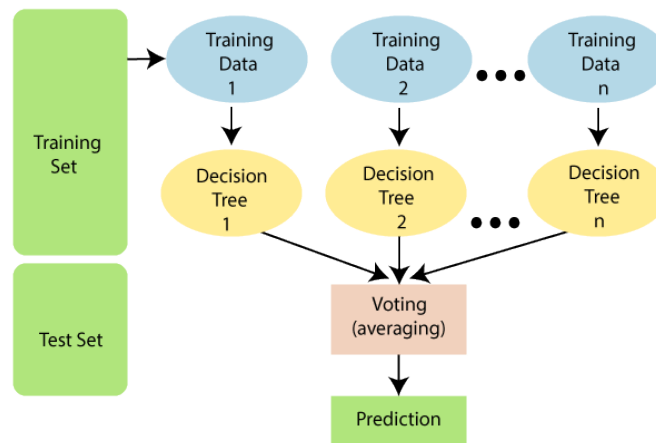 Training
Set
Test Set
Training
Data
1
Training
Data
2
Training
Data
n
Decision
Tree
1
Decision
Tree
2
Decision
Tree
n
Voting
(averaging)
Prediction